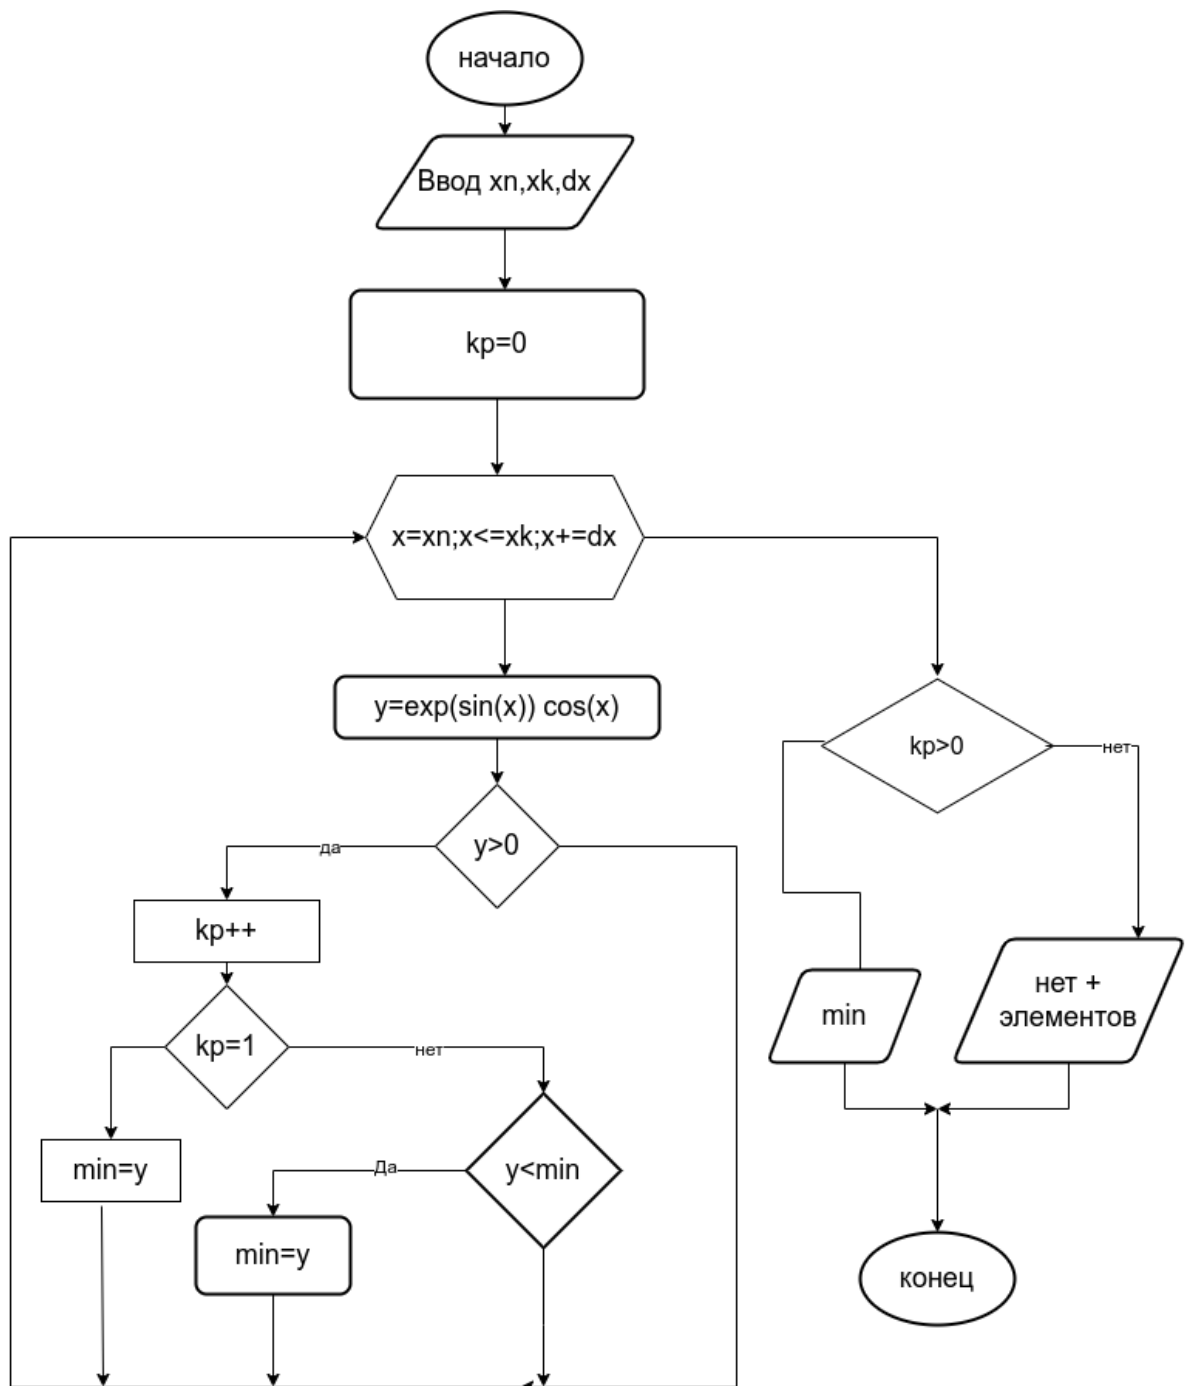 начало
Ввод xn,xk,dx
kp=0
x=xn;x<=xk;x+=dx
y=exp(sin(x)) cos(x)
kp>0
нет
y>0
да
kp++
нет +
элементов
min
kp=1
нет
min=y
y<min
Да
min=y
конец